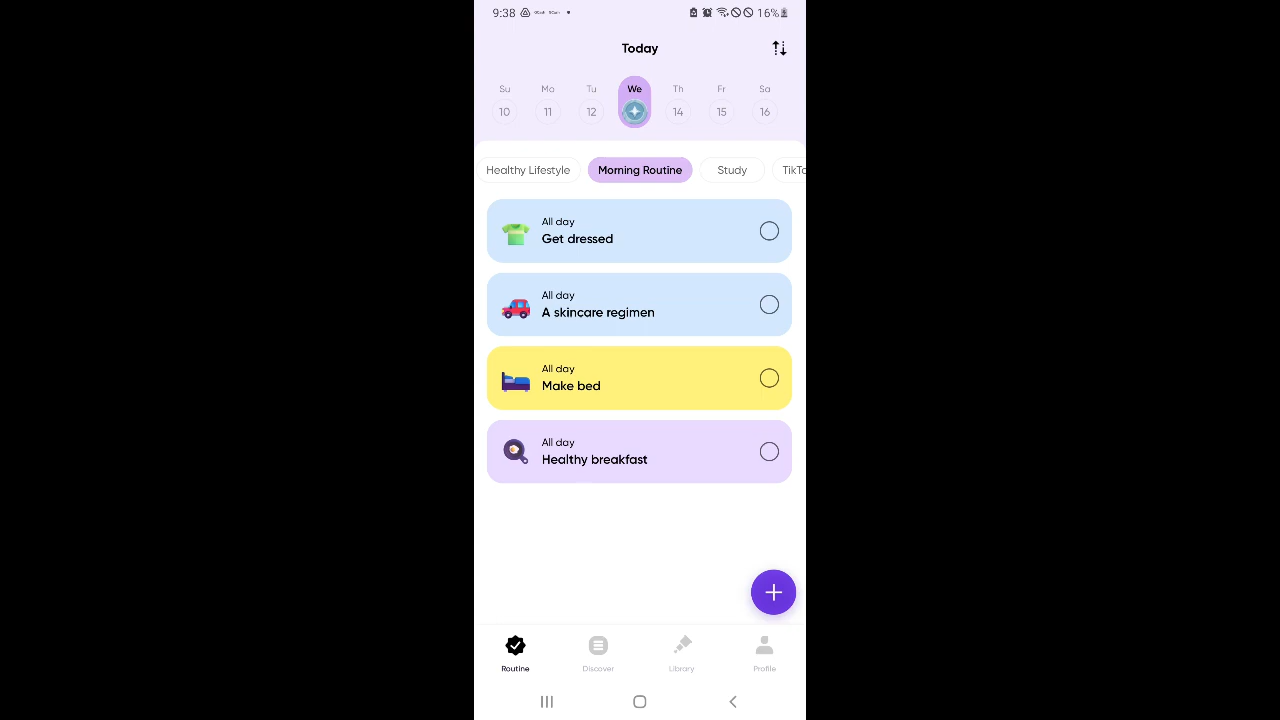 9:38 16%
Today
Su Mo Tu We Th Fr Sa
10 11 12 14 15 16
Healthy Lifestyle Morning Routine Study TikTo
All day
Get dressed
All day
A skincare regimen
All day
Make bed
All day
Healthy breakfast
Routine Discover Library Profile